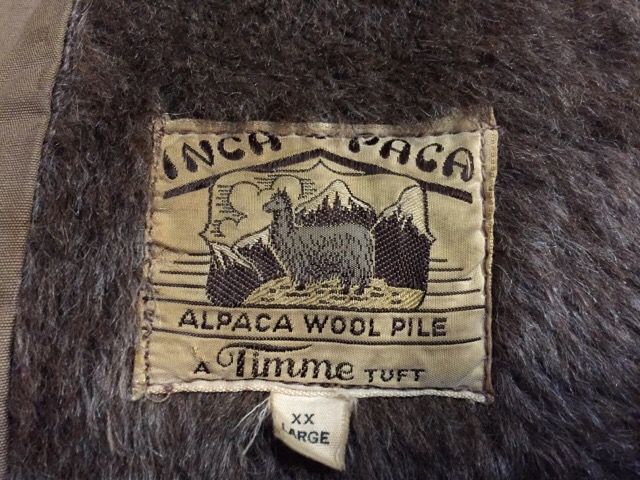 INCA-PACA
ALPACA WOOL PILE
A Timme TUFT
XX
LARGE